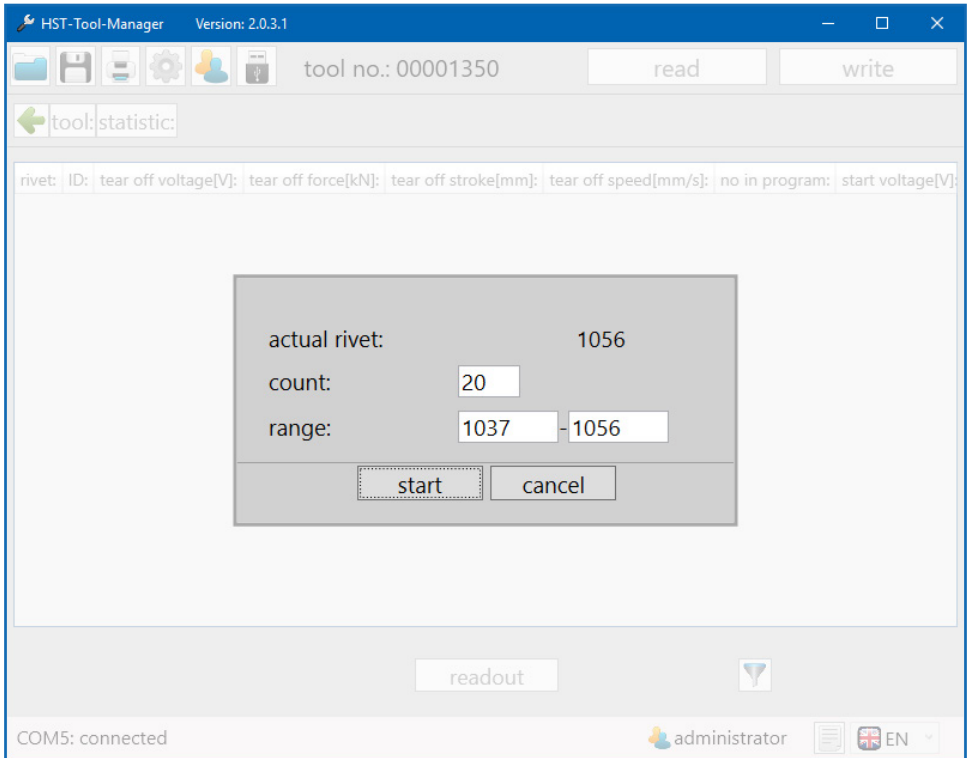 HST-Tool-Manager Version: 2.0.3.1
tool no.: 00001350 read write
tool: statistic:
rivet: ID: tear off voltage[V]: tear off force[kN]: tear off stroke[mm]: tear off speed[mm/s]: no in program: start voltage[V]:
actual rivet: 1056
count: 20
range: 1037 - 1056
start cancel
readout
COM5: connected administrator EN